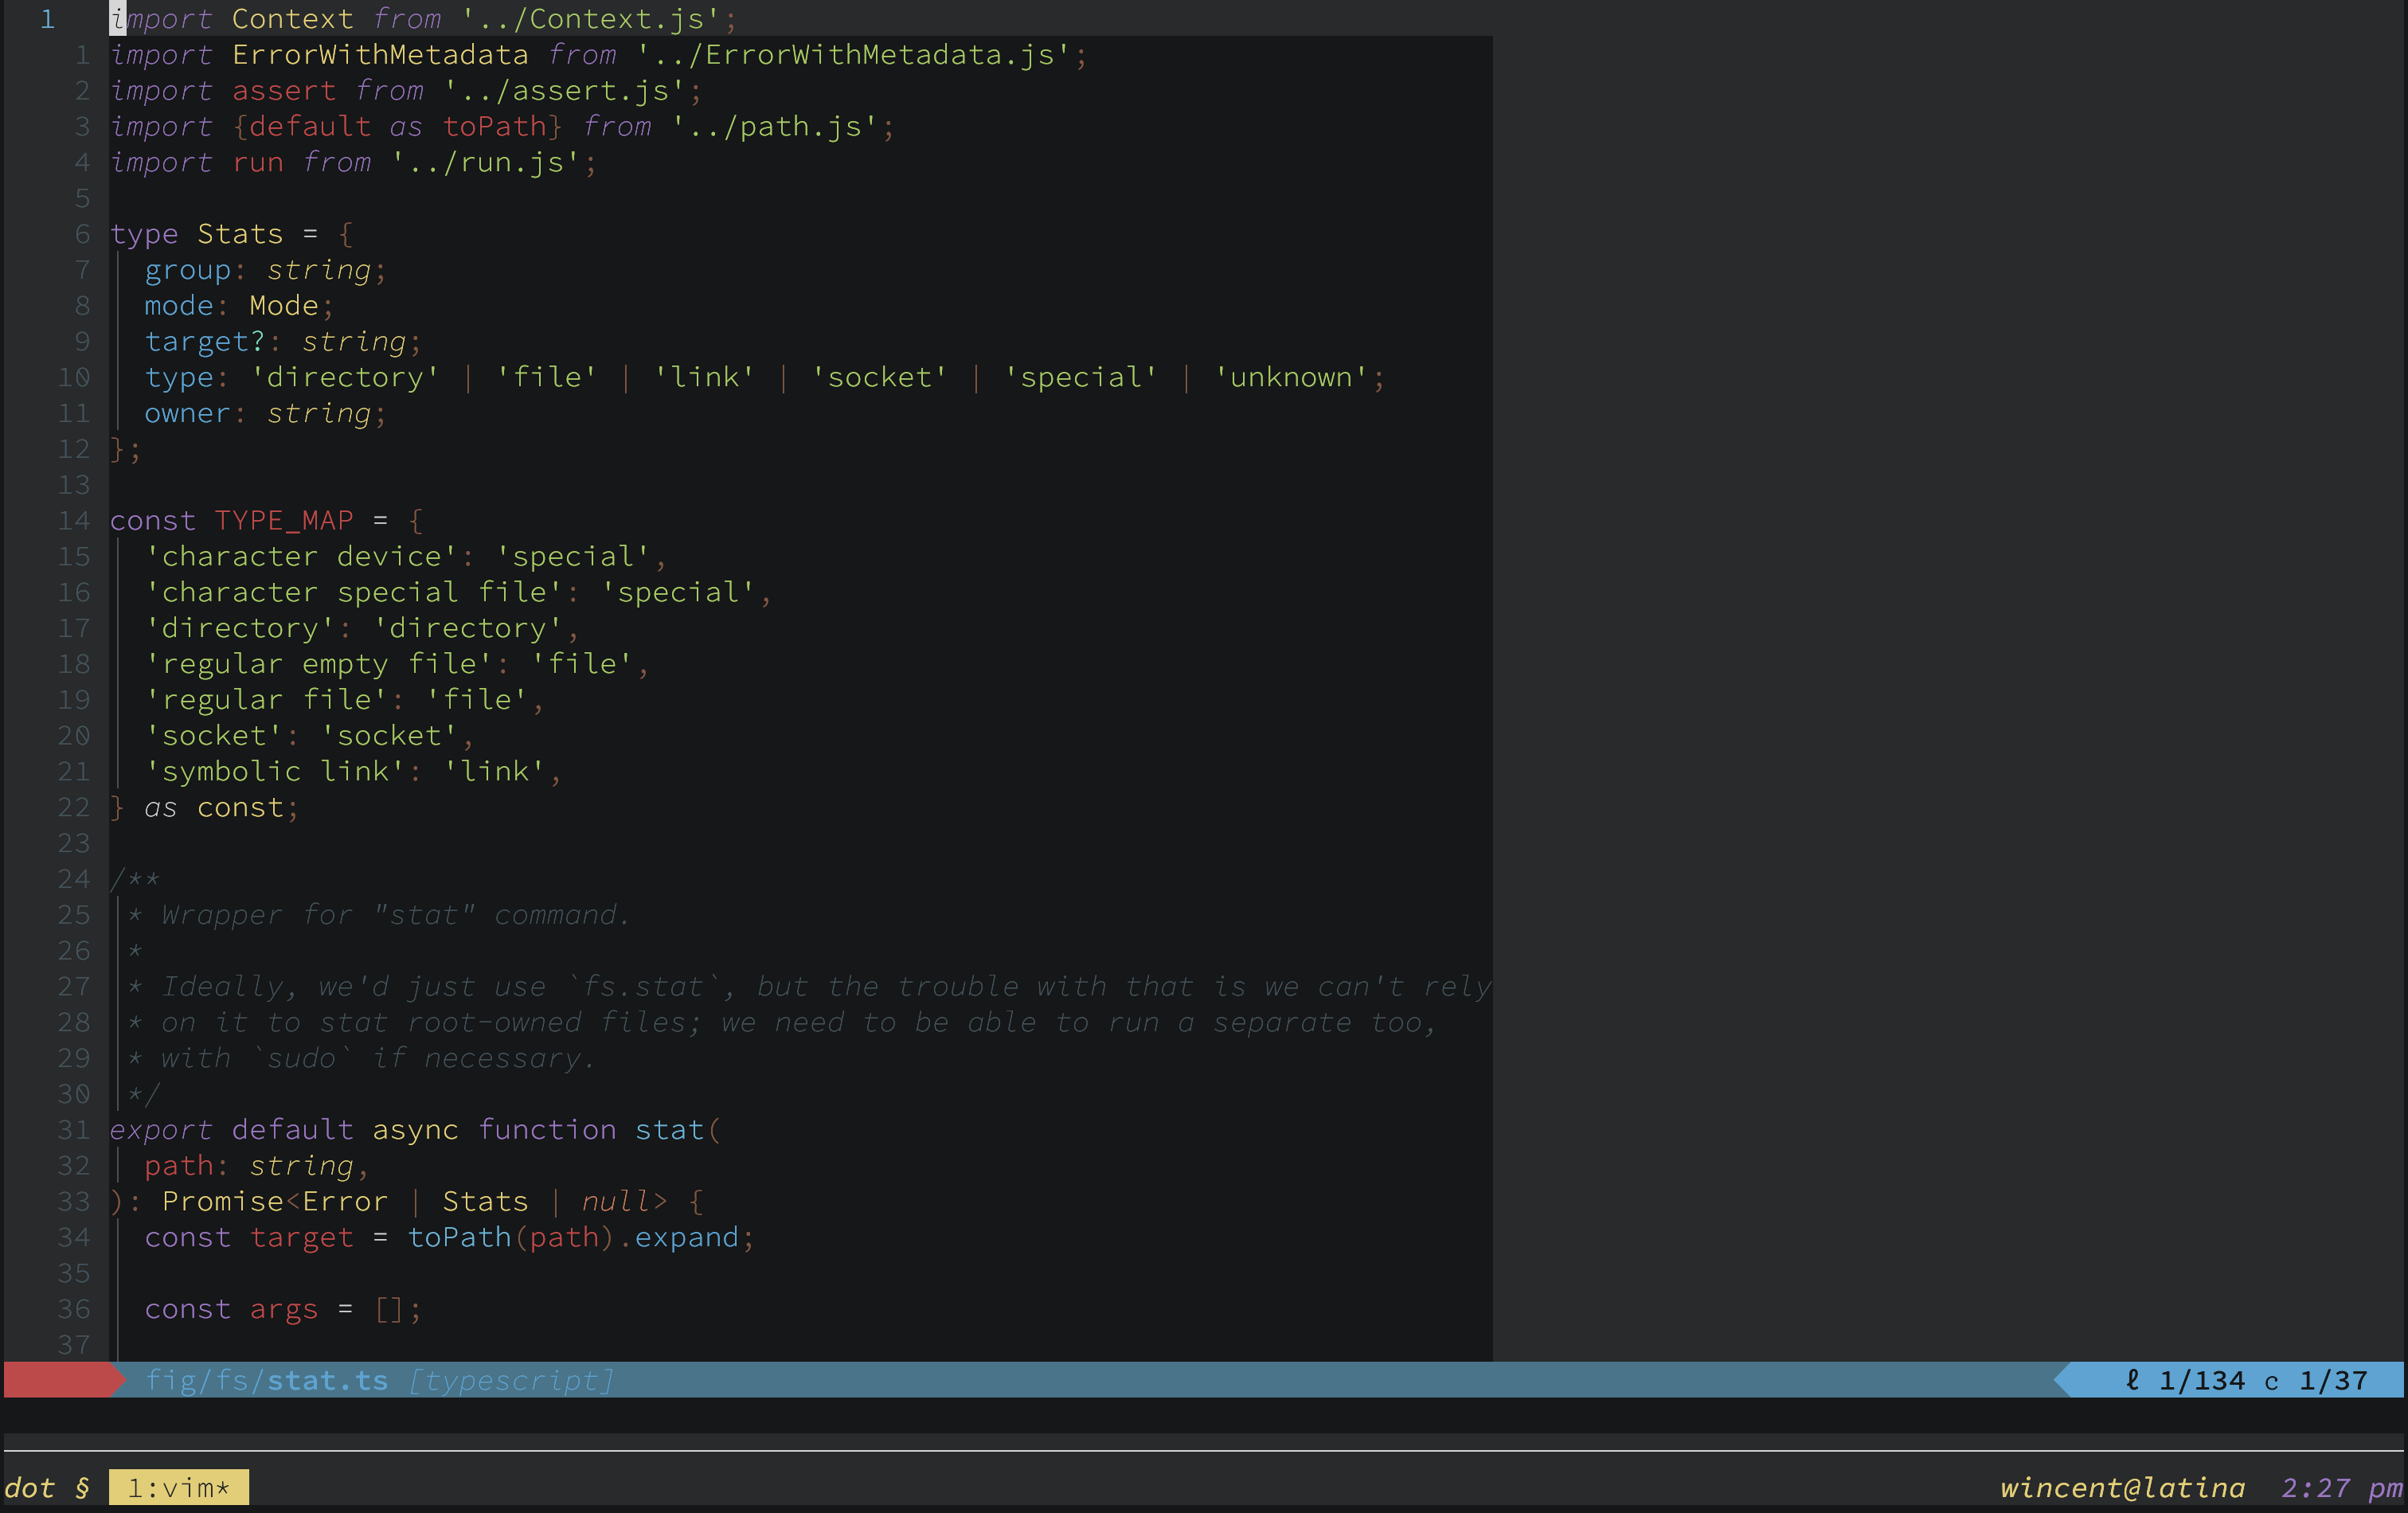 1 import Context from '../Context.js';
1 import ErrorWithMetadata from '../ErrorWithMetadata.js';
2 import assert from '../assert.js';
3 import {default as toPath} from '../path.js';
4 import run from '../run.js';
5
6 type Stats = {
7   group: string;
8   mode: Mode;
9   target?: string;
10   type: 'directory' | 'file' | 'link' | 'socket' | 'special' | 'unknown';
11   owner: string;
12 };
13
14 const TYPE_MAP = {
15   'character device': 'special',
16   'character special file': 'special',
17   'directory': 'directory',
18   'regular empty file': 'file',
19   'regular file': 'file',
20   'socket': 'socket',
21   'symbolic link': 'link',
22 } as const;
23
24 /**
25  * Wrapper for "stat" command.
26  *
27  * Ideally, we'd just use `fs.stat`, but the trouble with that is we can't rely
28  * on it to stat root-owned files; we need to be able to run a separate too,
29  * with `sudo` if necessary.
30  */
31 export default async function stat(
32   path: string,
33 ): Promise<Error | Stats | null> {
34   const target = toPath(path).expand;
35
36   const args = [];
37
fig/fs/stat.ts [typescript] ℓ 1/134 c 1/37
dot § 1:vim* wincent@latina 2:27 pm